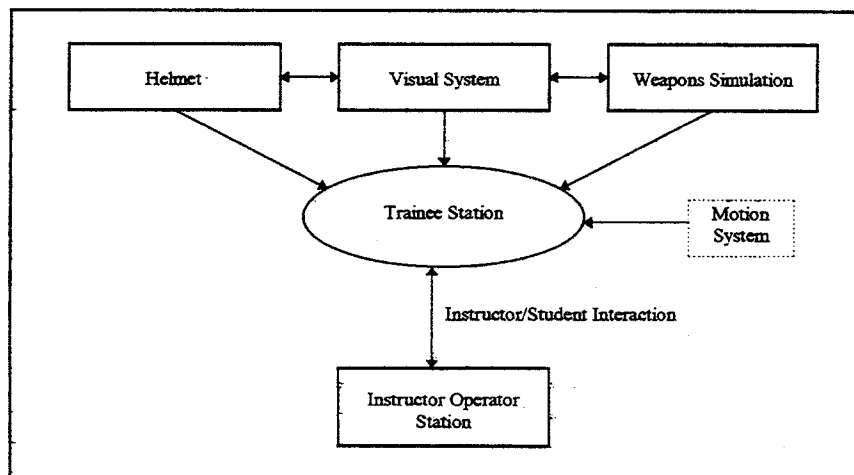 Helmet
Visual System
Weapons Simulation
Trainee Station
Motion
System
Instructor/Student Interaction
Instructor Operator
Station